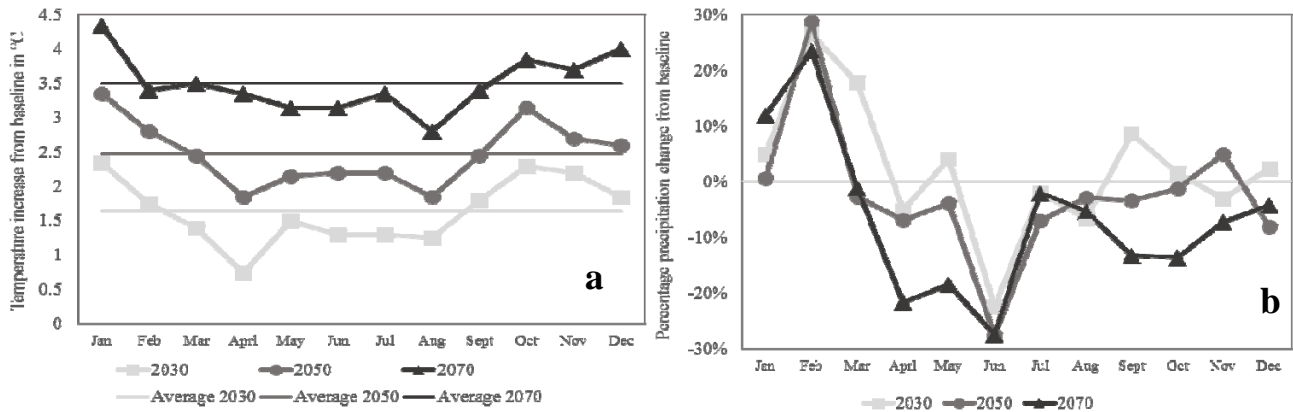 Temperature increase from baseline in °C
4.5
4
3.5
3
2.5
2
1.5
1
0.5
0
Jan Feb Mar April May Jun Jul Aug Sept Oct Nov Dec
a
2030 2050 2070
Average 2030 Average 2050 Average 2070
Percentage precipitation change from baseline
30%
20%
10%
0%
-10%
-20%
-30%
Jan Feb Mar April May Jun Jul Aug Sept Oct Nov Dec
b
2030 2050 2070